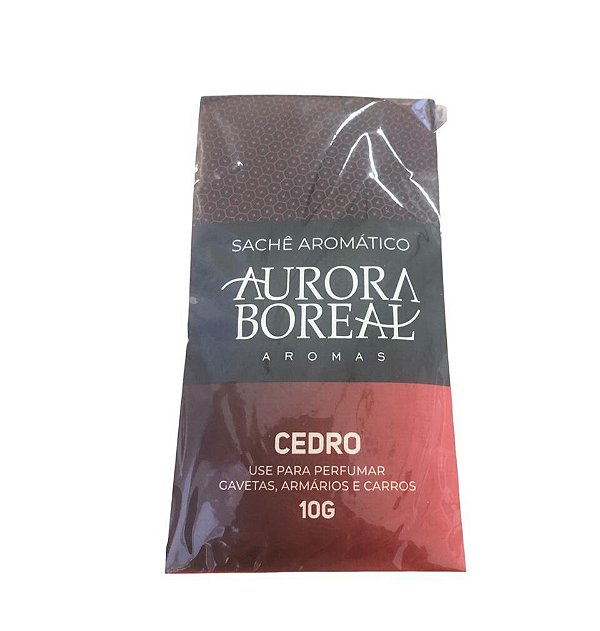 SACHÊ AROMÁTICO
AURORA
BOREAL
AROMAS
CEDRO
USE PARA PERFUMAR
GAVETAS, ARMÁRIOS E CARROS
10G